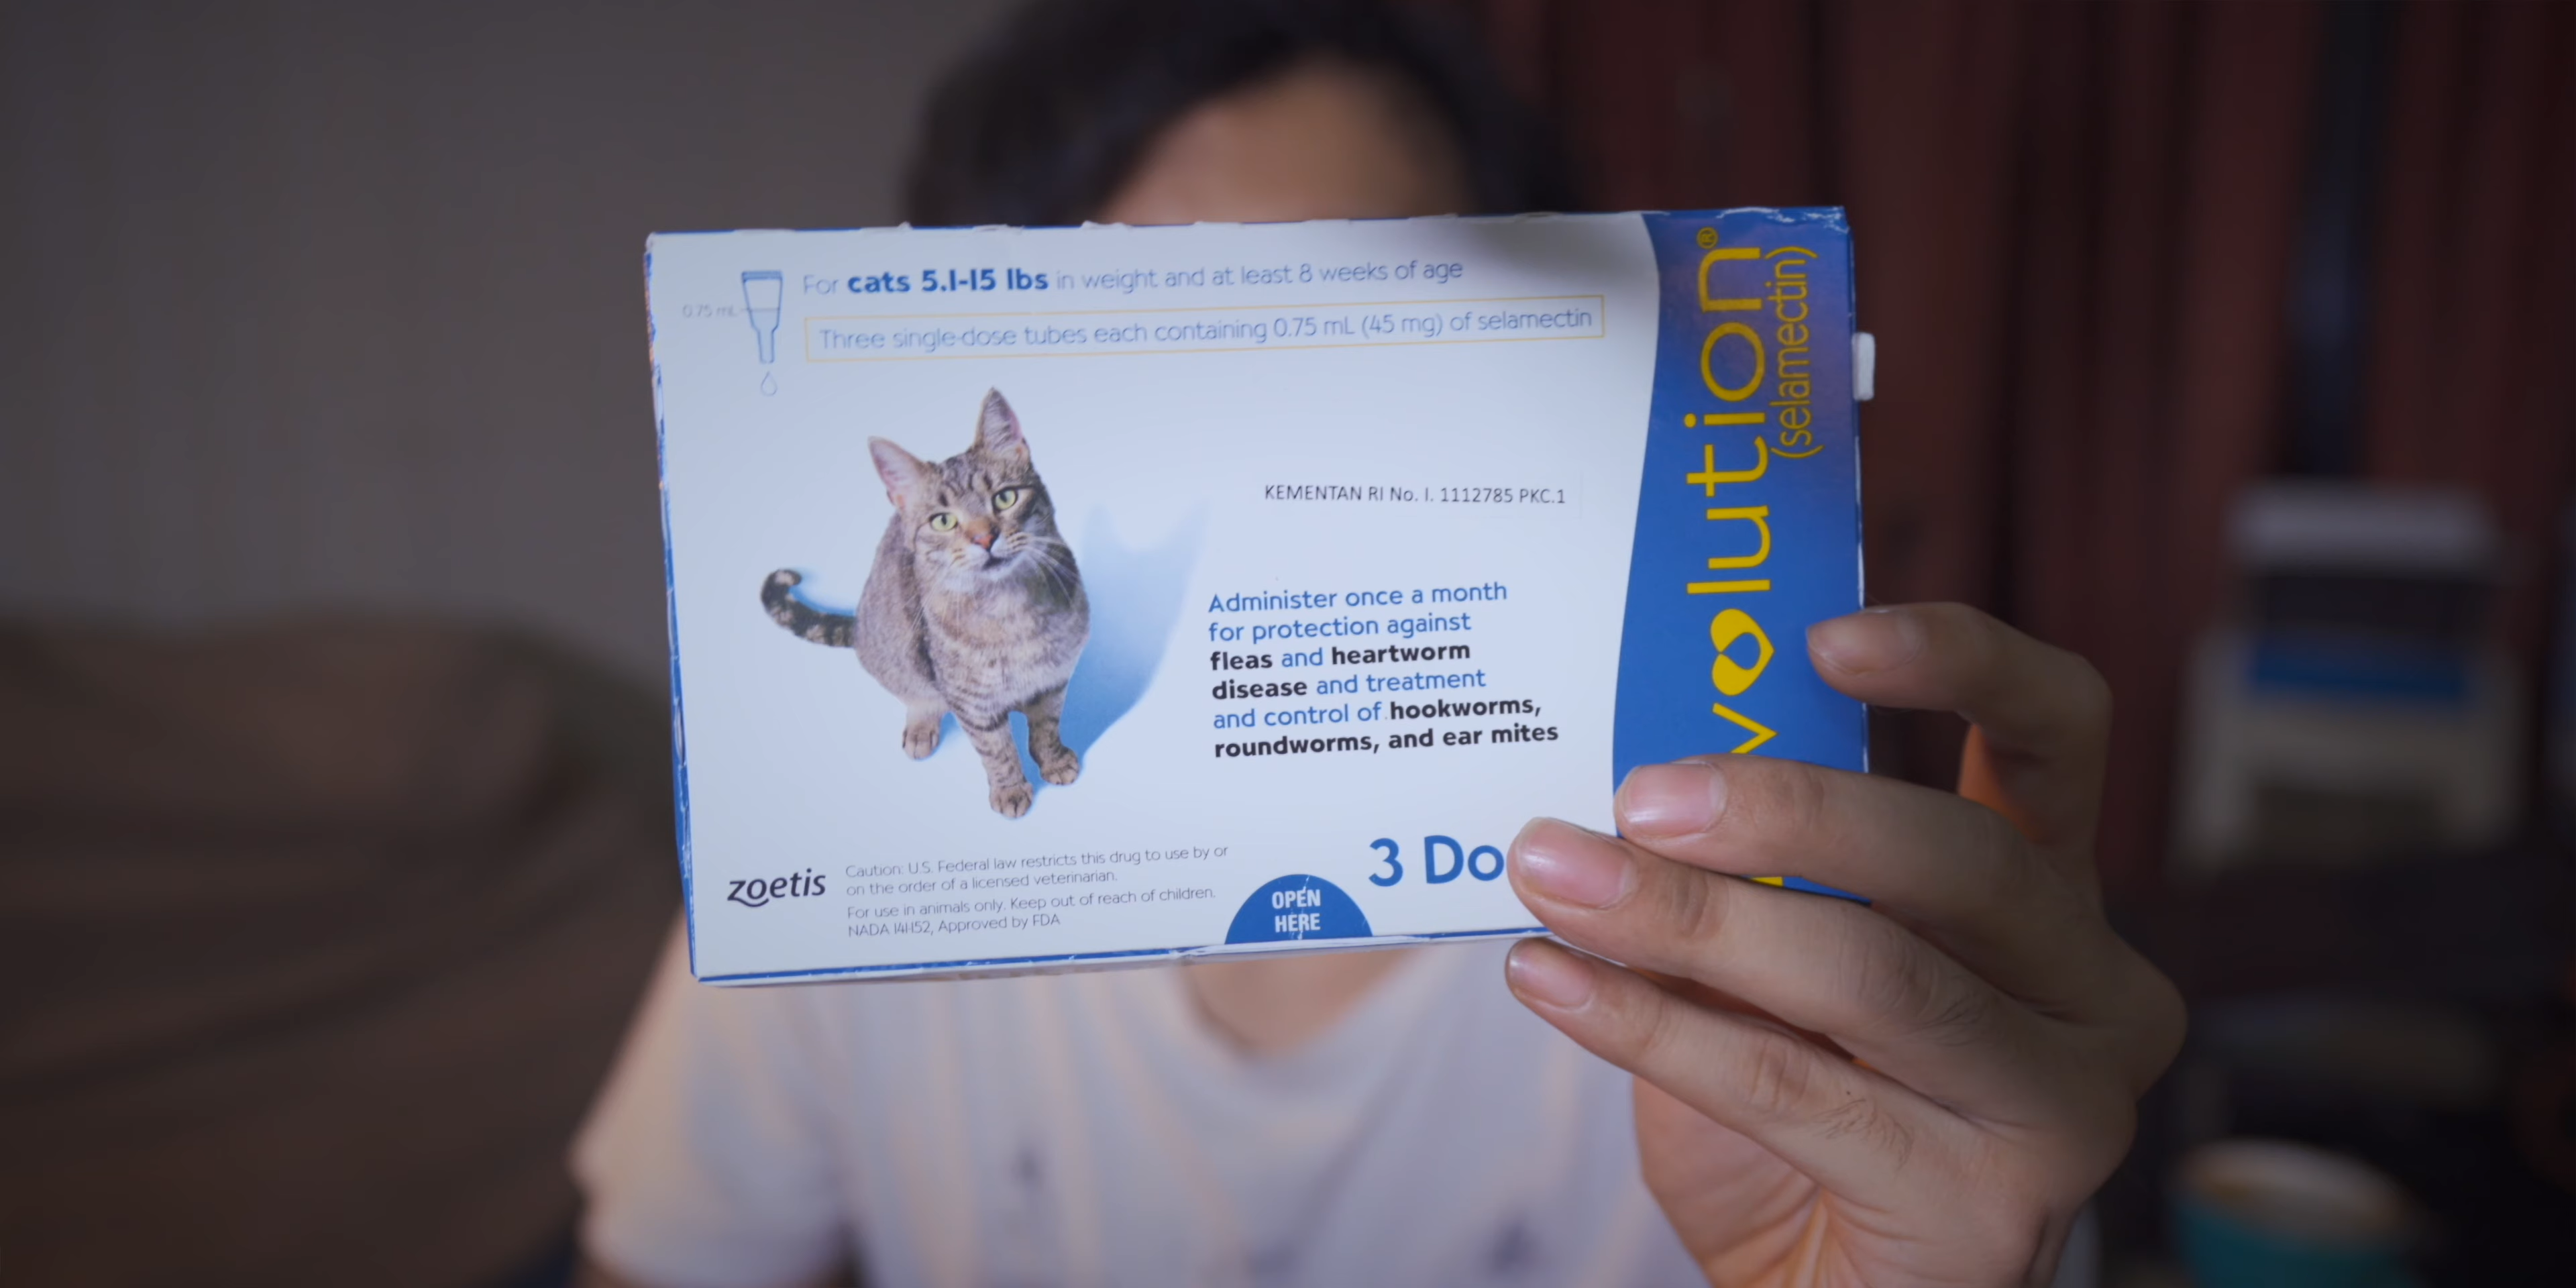 0.75 mL
For cats 5.1-15 lbs in weight and at least 8 weeks of age
Three single-dose tubes each containing 0.75 mL (45 mg) of selamectin
KEMENTAN RI No. I. 1112785 PKC.1
Administer once a month
for protection against
fleas and heartworm
disease and treatment
and control of hookworms,
roundworms, and ear mites
3 Do
zoetis
Caution: U.S. Federal law restricts this drug to use by or
on the order of a licensed veterinarian.
For use in animals only. Keep out of reach of children.
NADA 141-152, Approved by FDA
OPEN
HERE
volution®
(selamectin)